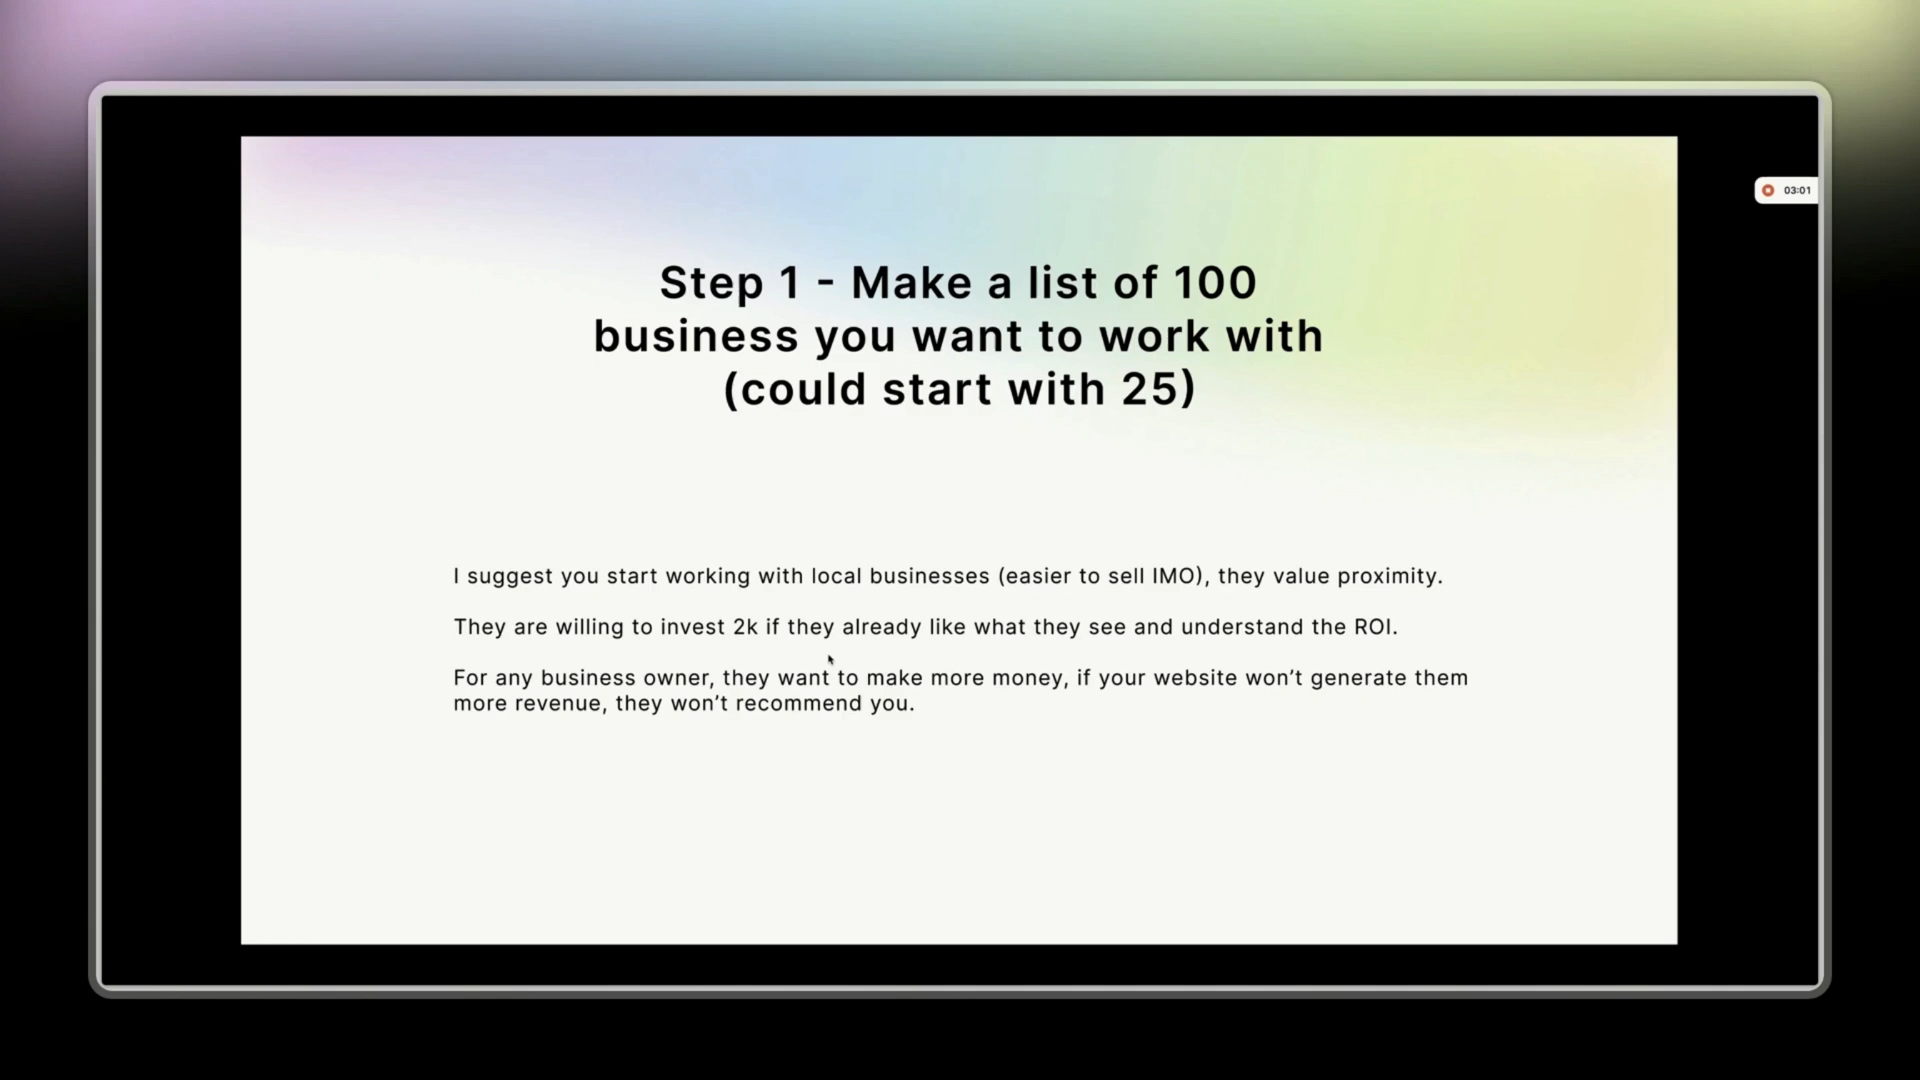 03:01
Step 1 - Make a list of 100
business you want to work with
(could start with 25)
I suggest you start working with local businesses (easier to sell IMO), they value proximity.
They are willing to invest 2k if they already like what they see and understand the ROI.
For any business owner, they want to make more money, if your website won’t generate them
more revenue, they won’t recommend you.